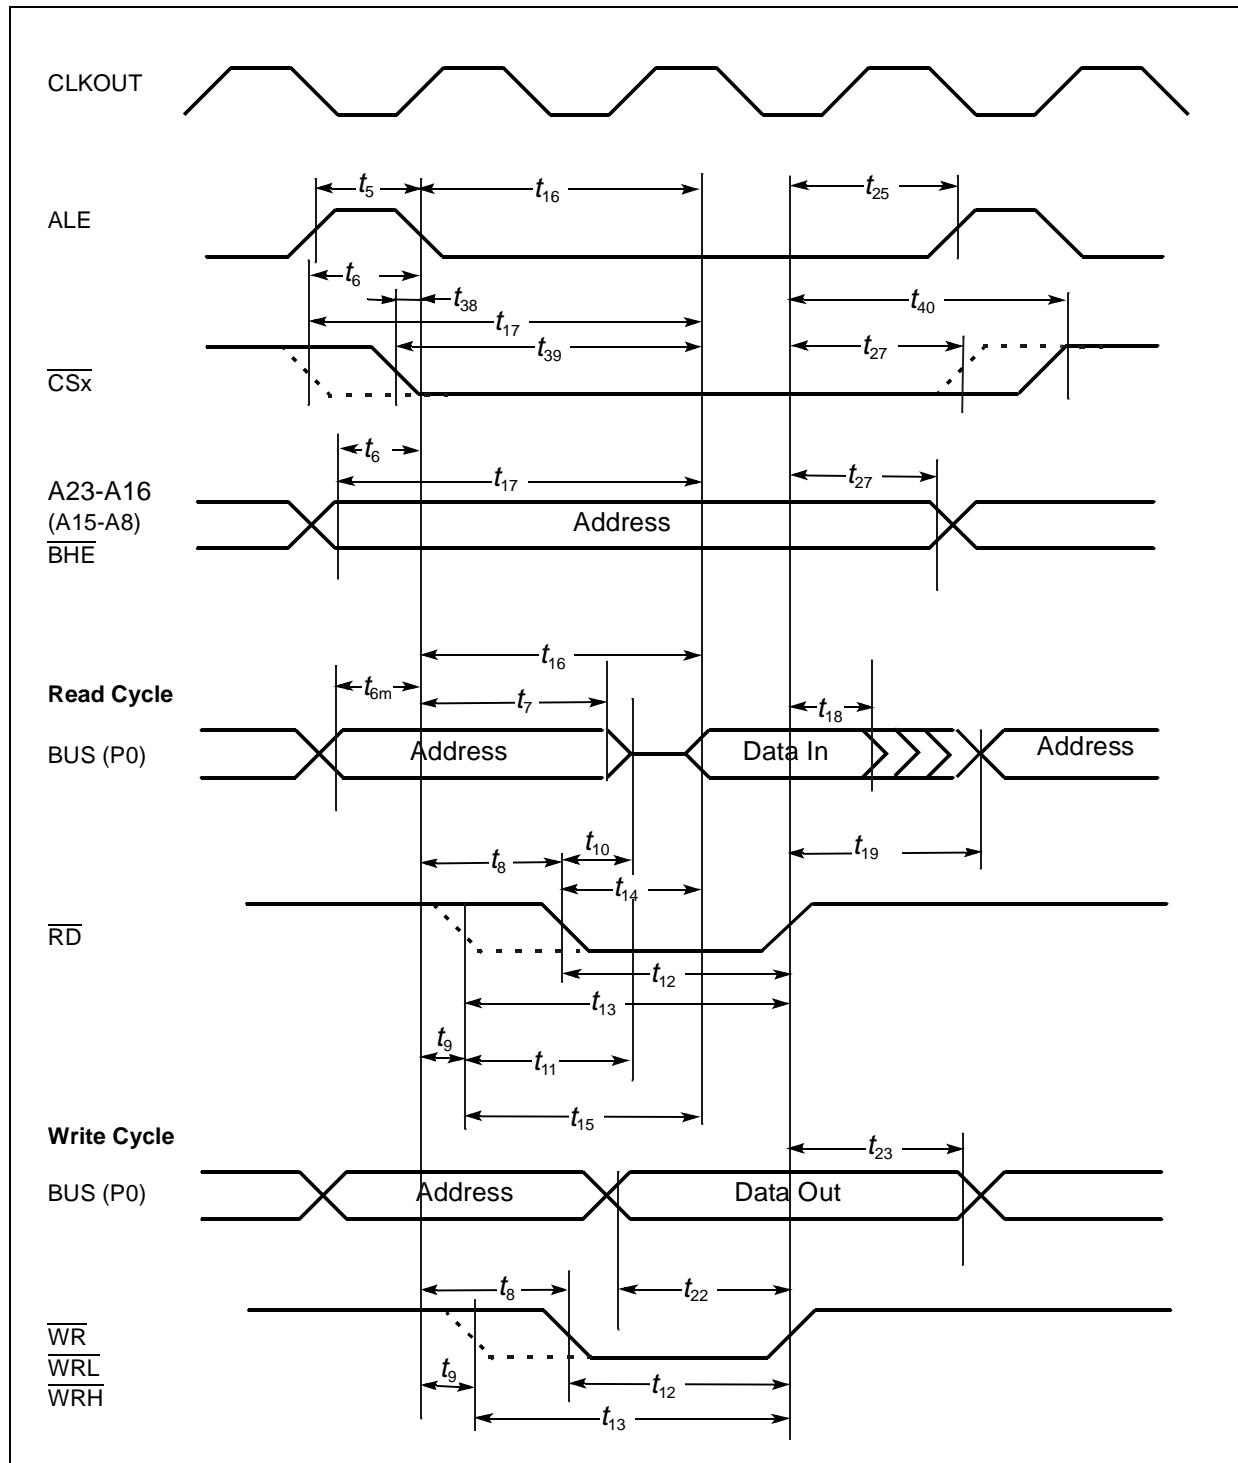 CLKOUT
t5
t16
t25
ALE
t6
t38
t40
t17
t39
t27
CSx
t6
t17
t27
A23-A16
(A15-A8)
Address
BHE
t16
Read Cycle
t6m
t7
t18
BUS (P0)
Address
Data In
Address
t8
t10
t19
t14
RD
t12
t13
t9
t11
t15
Write Cycle
t23
BUS (P0)
Address
Data Out
t8
t22
WR
WRL
t9
t12
WRH
t13